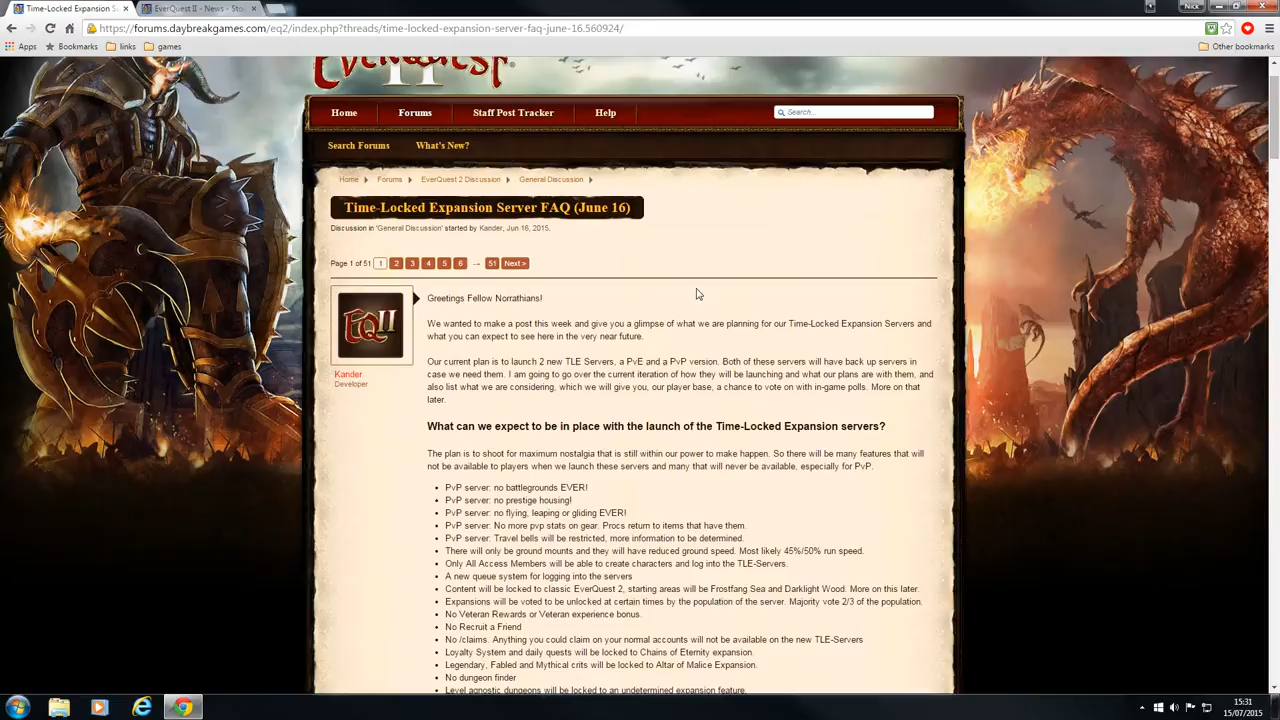 Time-Locked Expansion S
EverQuest II - News - Sto
Nick
https://forums.daybreakgames.com/eq2/index.php?threads/time-locked-expansion-server-faq-june-16.560924/
Apps Bookmarks links games Other bookmarks
EverQuest
II
Home Forums Staff Post Tracker Help Search...
Search Forums What's New?
Home Forums EverQuest 2 Discussion General Discussion
Time-Locked Expansion Server FAQ (June 16)
Discussion in 'General Discussion' started by Kander, Jun 16, 2015.
Page 1 of 51 1 2 3 4 5 6 → 51 Next >
EQII
Kander
Developer
Greetings Fellow Norrathians!
We wanted to make a post this week and give you a glimpse of what we are planning for our Time-Locked Expansion Servers and
what you can expect to see here in the very near future.
Our current plan is to launch 2 new TLE Servers, a PvE and a PvP version. Both of these servers will have back up servers in
case we need them. I am going to go over the current iteration of how they will be launching and what our plans are with them, and
also list what we are considering, which we will give you, our player base, a chance to vote on with in-game polls. More on that
later.
What can we expect to be in place with the launch of the Time-Locked Expansion servers?
The plan is to shoot for maximum nostalgia that is still within our power to make happen. So there will be many features that will
not be available to players when we launch these servers and many that will never be available, especially for PvP.
• PvP server: no battlegrounds EVER!
• PvP server: no prestige housing!
• PvP server: no flying, leaping or gliding EVER!
• PvP server: No more pvp stats on gear. Procs return to items that have them.
• PvP server: Travel bells will be restricted, more information to be determined.
• There will only be ground mounts and they will have reduced ground speed. Most likely 45%/50% run speed.
• Only All Access Members will be able to create characters and log into the TLE-Servers.
• A new queue system for logging into the servers
• Content will be locked to classic EverQuest 2, starting areas will be Frostfang Sea and Darklight Wood. More on this later.
• Expansions will be voted to be unlocked at certain times by the population of the server. Majority vote 2/3 of the population.
• No Veteran Rewards or Veteran experience bonus.
• No Recruit a Friend
• No /claims. Anything you could claim on your normal accounts will not be available on the new TLE-Servers
• Loyalty System and daily quests will be locked to Chains of Eternity expansion.
• Legendary, Fabled and Mythical crits will be locked to Altar of Malice Expansion.
• No dungeon finder
• Level agnostic dungeons will be locked to an undetermined expansion feature.
15:31
15/07/2015